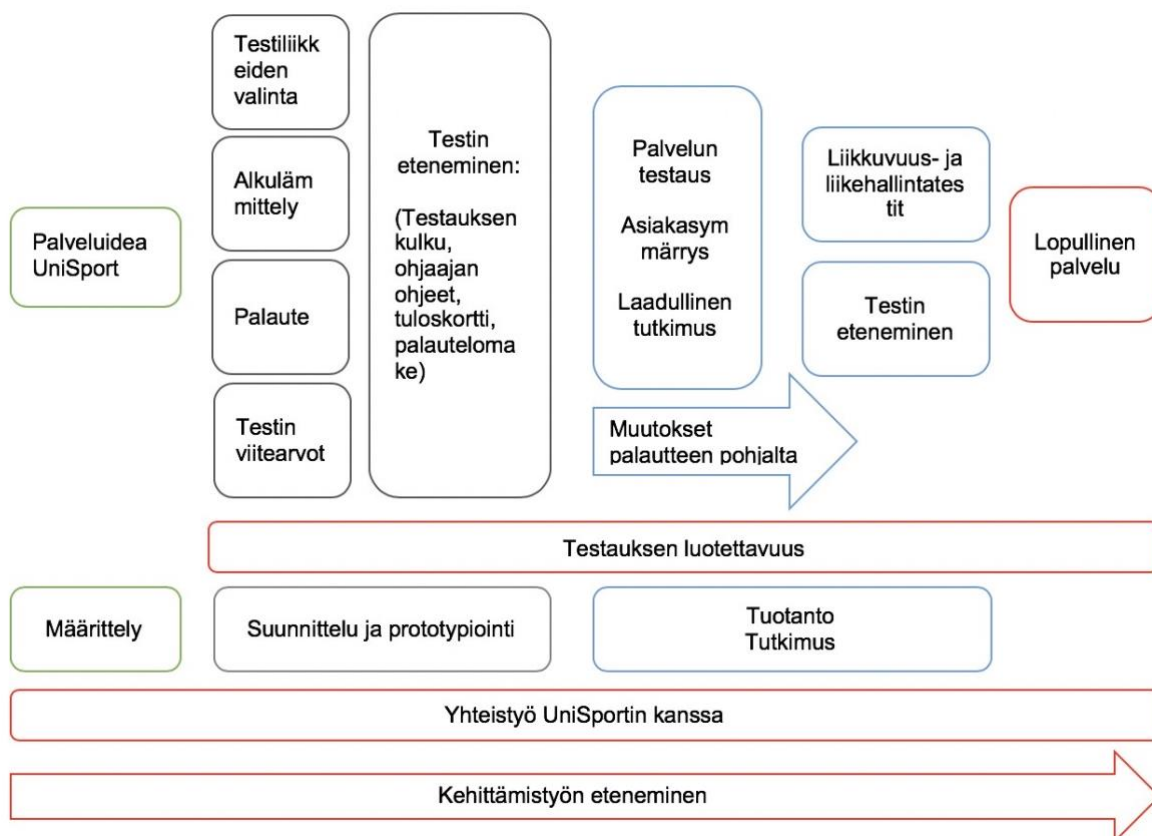 Testiliikk
eiden
valinta
Alkuläm
mittely
Palaute
Testin
viitearvot
Testin
eteneminen:
(Testauksen
kulku,
ohjaajan
ohjeet,
tuloskortti,
palauteloma
ke)
Palveluidea
UniSport
Palvelun
testaus
Asiakasym
märrys
Laadullinen
tutkimus
Muutokset
palautteen pohjalta
Liikkuvuus- ja
liikehallintates
tit
Testin
eteneminen
Lopullinen
palvelu
Testauksen luotettavuus
Määrittely
Suunnittelu ja prototypiointi
Tuotanto
Tutkimus
Yhteistyö UniSportin kanssa
Kehittämistyön eteneminen